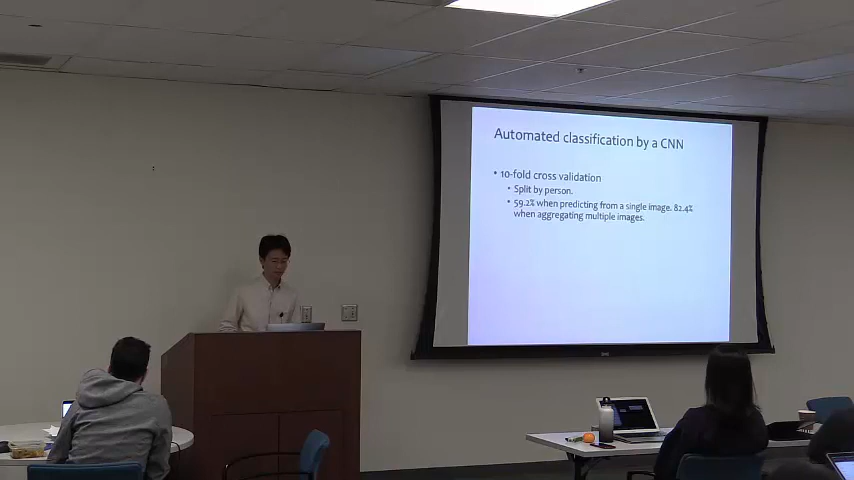 Automated classification by a CNN
• 10-fold cross validation
• Split by person.
• 59.2% when predicting from a single image. 82.4%
when aggregating multiple images.